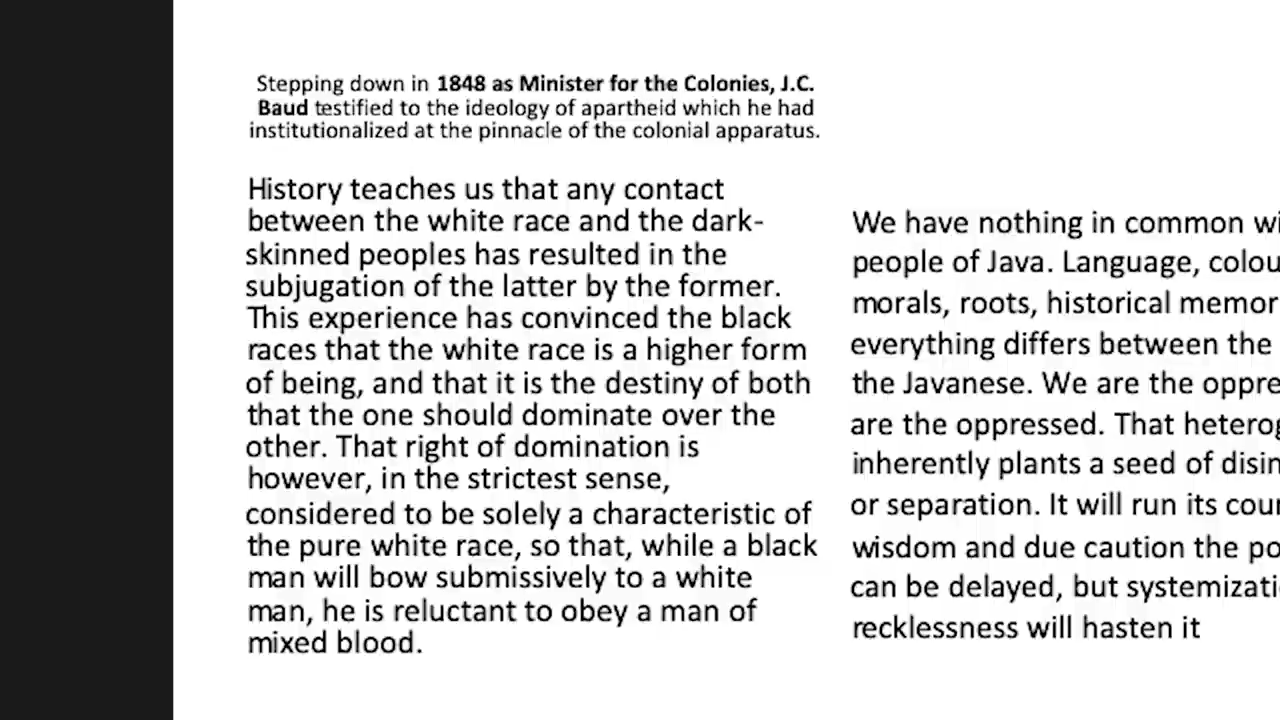 Stepping down in 1848 as Minister for the Colonies, J.C.
Baud testified to the ideology of apartheid which he had
institutionalized at the pinnacle of the colonial apparatus.
History teaches us that any contact
between the white race and the dark-
skinned peoples has resulted in the
subjugation of the latter by the former.
This experience has convinced the black
races that the white race is a higher form
of being, and that it is the destiny of both
that the one should dominate over the
other. That right of domination is
however, in the strictest sense,
considered to be solely a characteristic of
the pure white race, so that, while a black
man will bow submissively to a white
man, he is reluctant to obey a man of
mixed blood.
We have nothing in common
people of Java. Language,
morals, roots, historical
everything differs between the
the Javanese. We are the
are the oppressed. That
inherently plants a seed of
or separation. It will run its
wisdom and due caution the
can be delayed, but
recklessness will hasten it